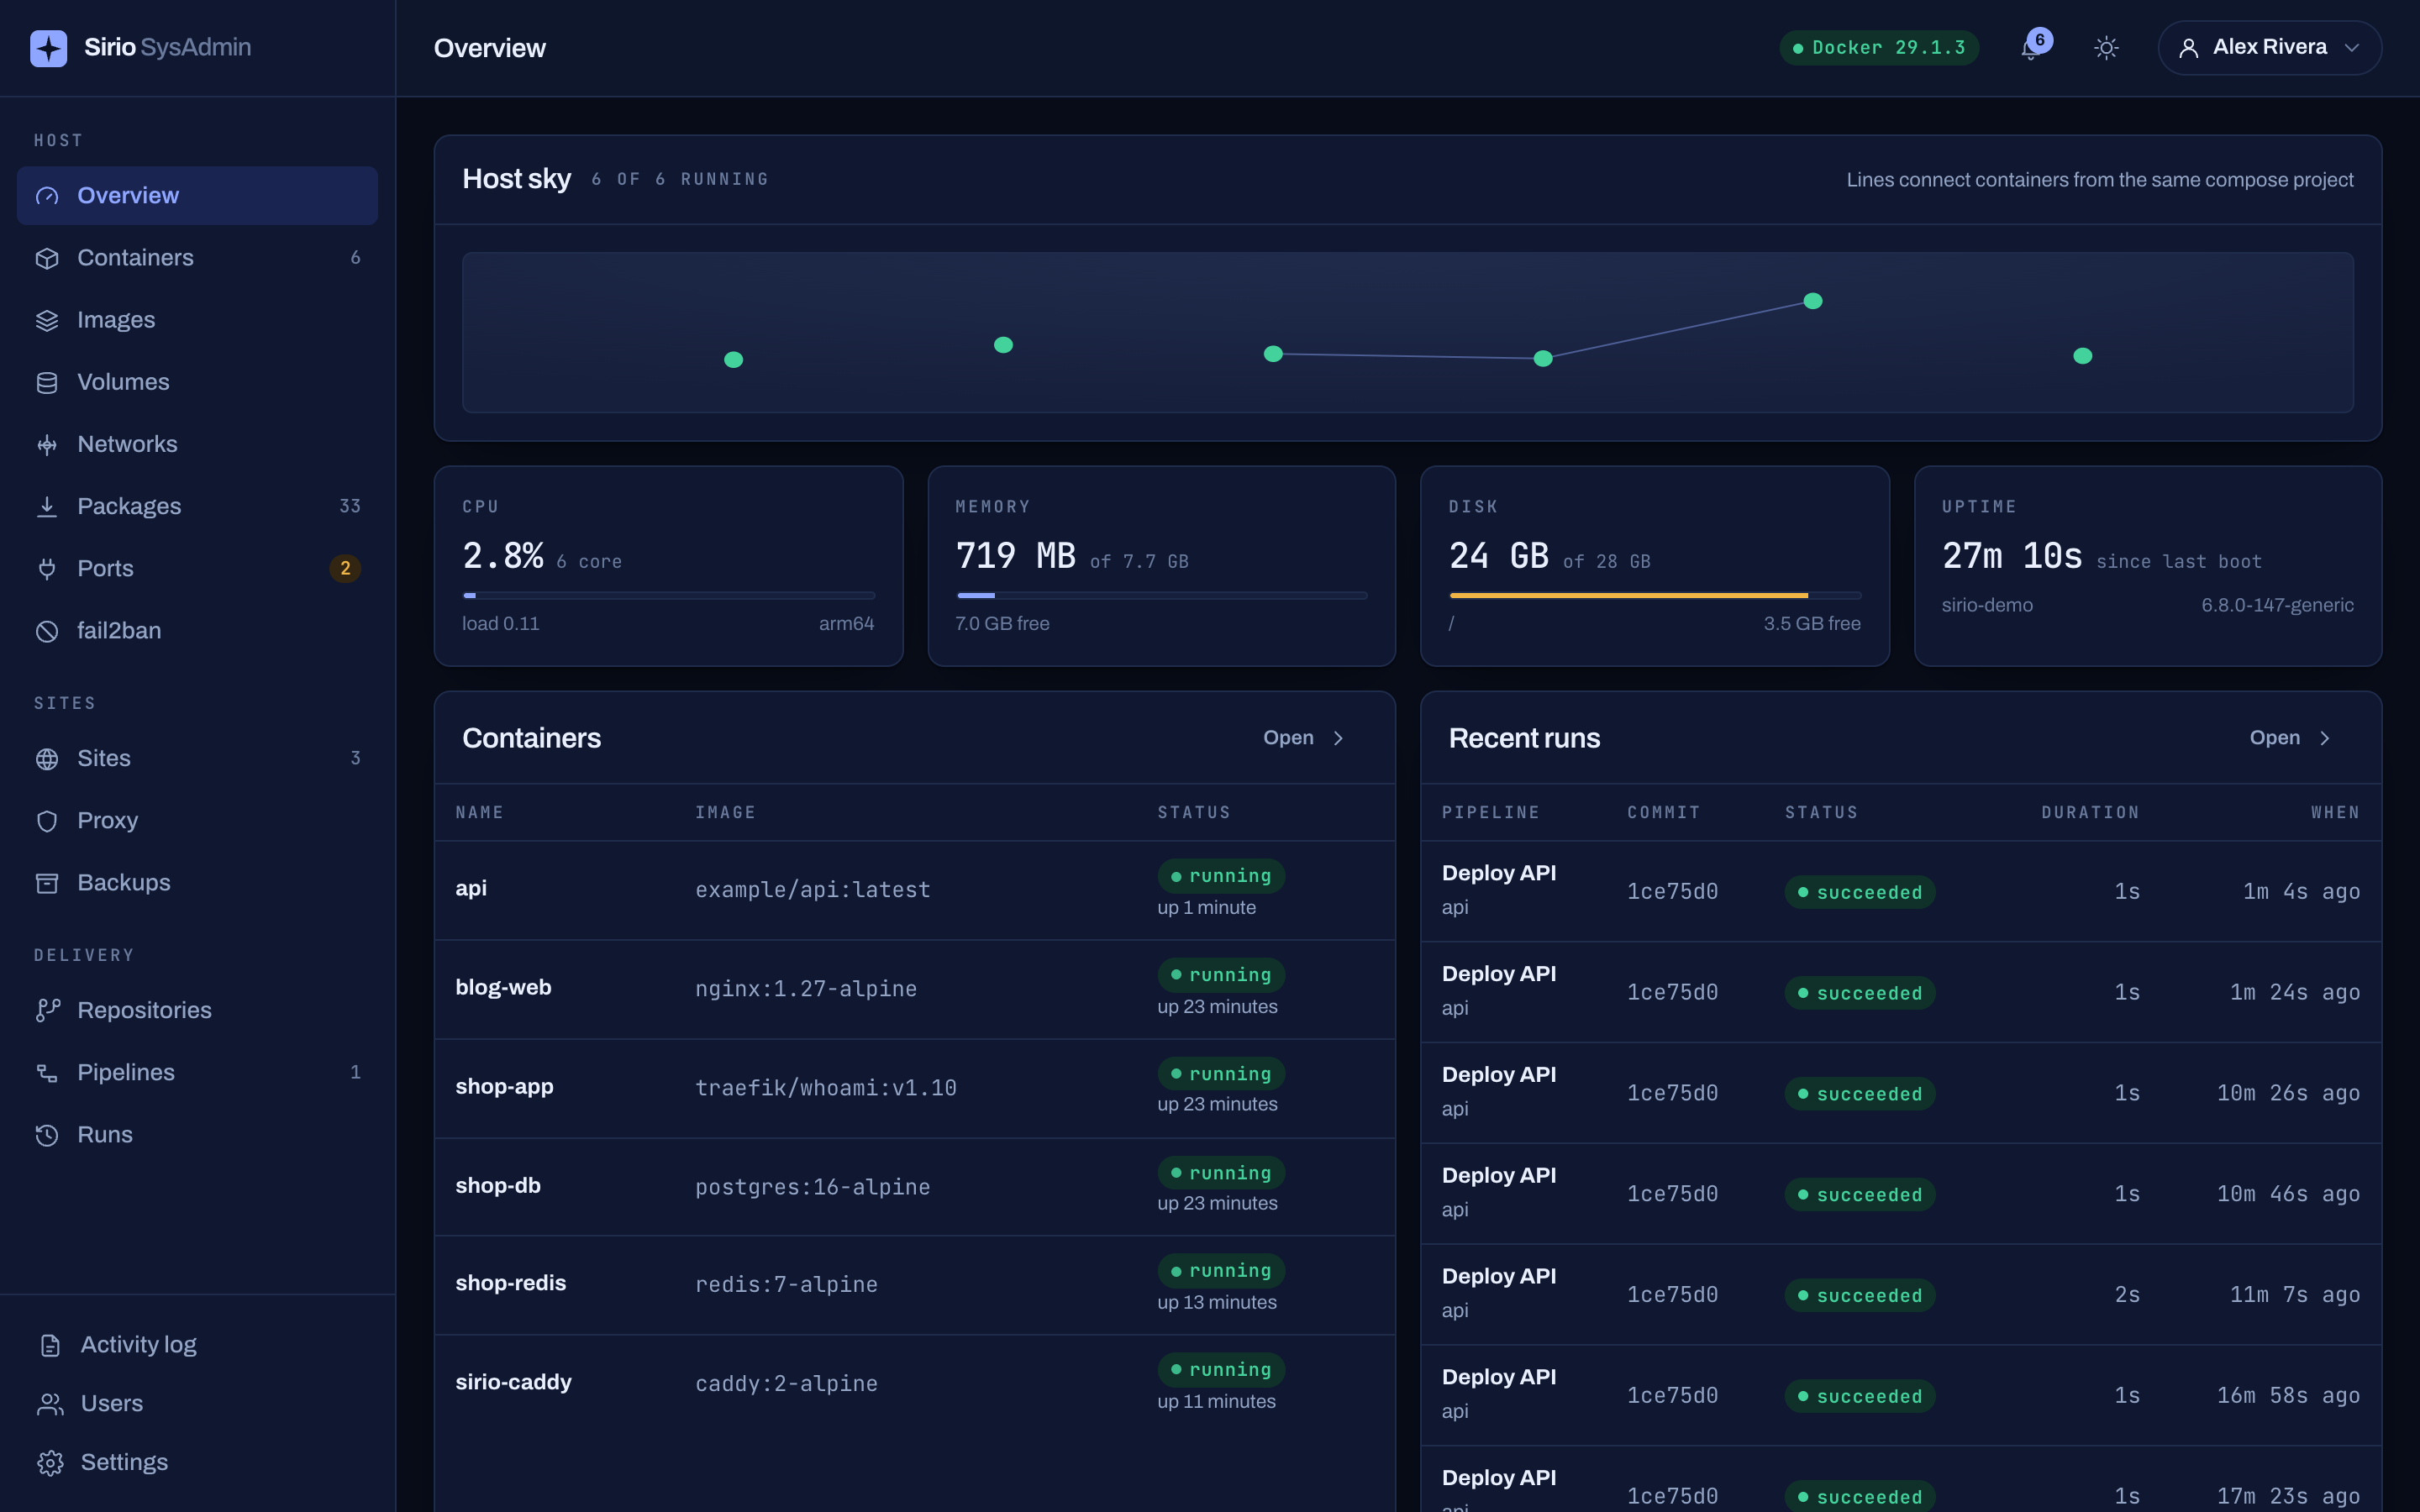 Sirio SysAdmin
Overview
Docker 29.1.3
6
Alex Rivera
HOST
Overview
Containers 6
Images
Volumes
Networks
Packages 33
Ports 2
fail2ban
SITES
Sites 3
Proxy
Backups
DELIVERY
Repositories
Pipelines 1
Runs
Activity log
Users
Settings
Host sky 6 OF 6 RUNNING
Lines connect containers from the same compose project
CPU
2.8% 6 core
load 0.11 arm64
MEMORY
719 MB of 7.7 GB
7.0 GB free
DISK
24 GB of 28 GB
/ 3.5 GB free
UPTIME
27m 10s since last boot
sirio-demo 6.8.0-147-generic
Containers Open
NAME IMAGE STATUS
api example/api:latest running
up 1 minute
blog-web nginx:1.27-alpine running
up 23 minutes
shop-app traefik/whoami:v1.10 running
up 23 minutes
shop-db postgres:16-alpine running
up 23 minutes
shop-redis redis:7-alpine running
up 13 minutes
sirio-caddy caddy:2-alpine running
up 11 minutes
Recent runs Open
PIPELINE COMMIT STATUS DURATION WHEN
Deploy API
api 1ce75d0 succeeded 1s 1m 4s ago
Deploy API
api 1ce75d0 succeeded 1s 1m 24s ago
Deploy API
api 1ce75d0 succeeded 1s 10m 26s ago
Deploy API
api 1ce75d0 succeeded 1s 10m 46s ago
Deploy API
api 1ce75d0 succeeded 2s 11m 7s ago
Deploy API
api 1ce75d0 succeeded 1s 16m 58s ago
Deploy API
1ce75d0 succeeded 1s 17m 23s ago